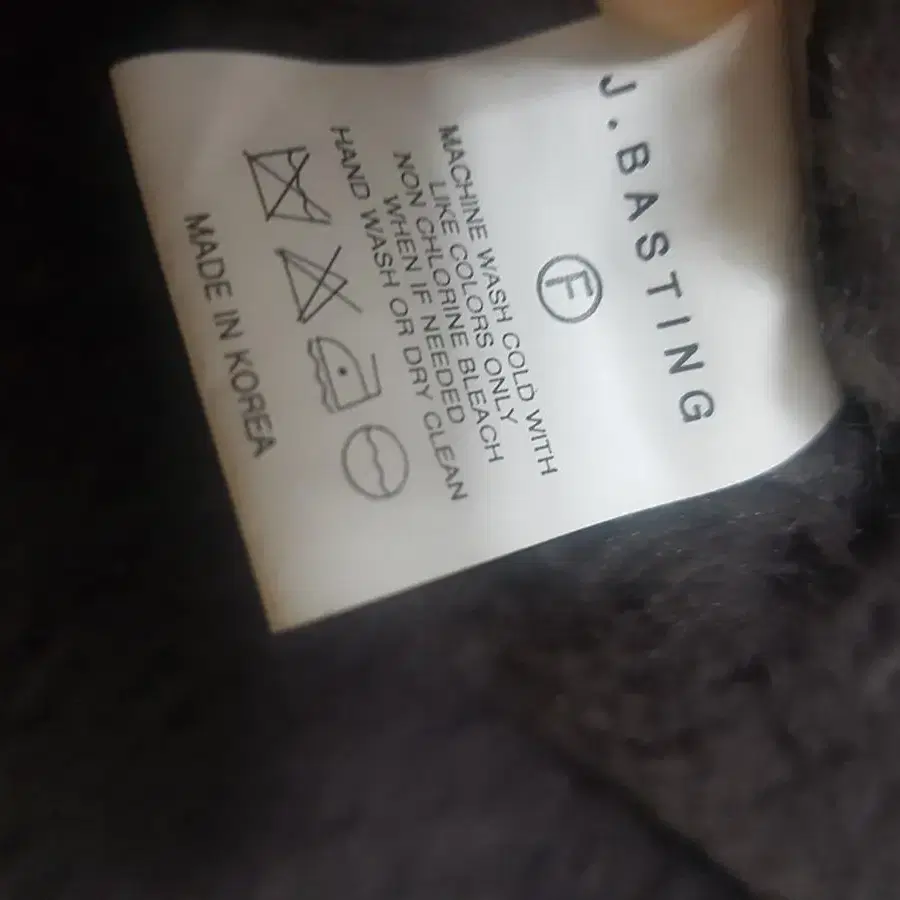 J.BASTING
F
MACHINE WASH COLD WITH
LIKE COLORS ONLY
NON CHLORINE BLEACH
WHEN IF NEEDED
HAND WASH OR DRY CLEAN
MADE IN KOREA